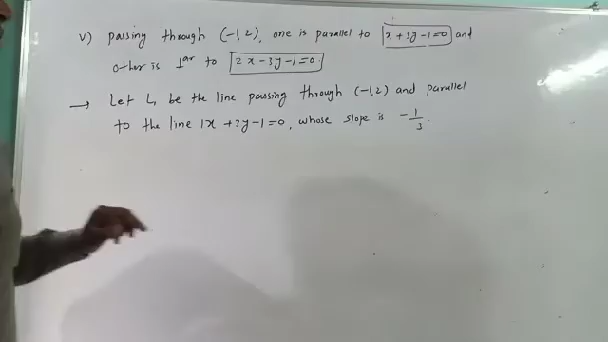 v) passing through (-1,2), one is parallel to x+3y-1=0 and
other is ⊥ar to 2x-3y-1=0.
→ Let L₁ be the line passing through (-1,2) and parallel
to the line 1x+3y-1=0, whose slope is -1/3.